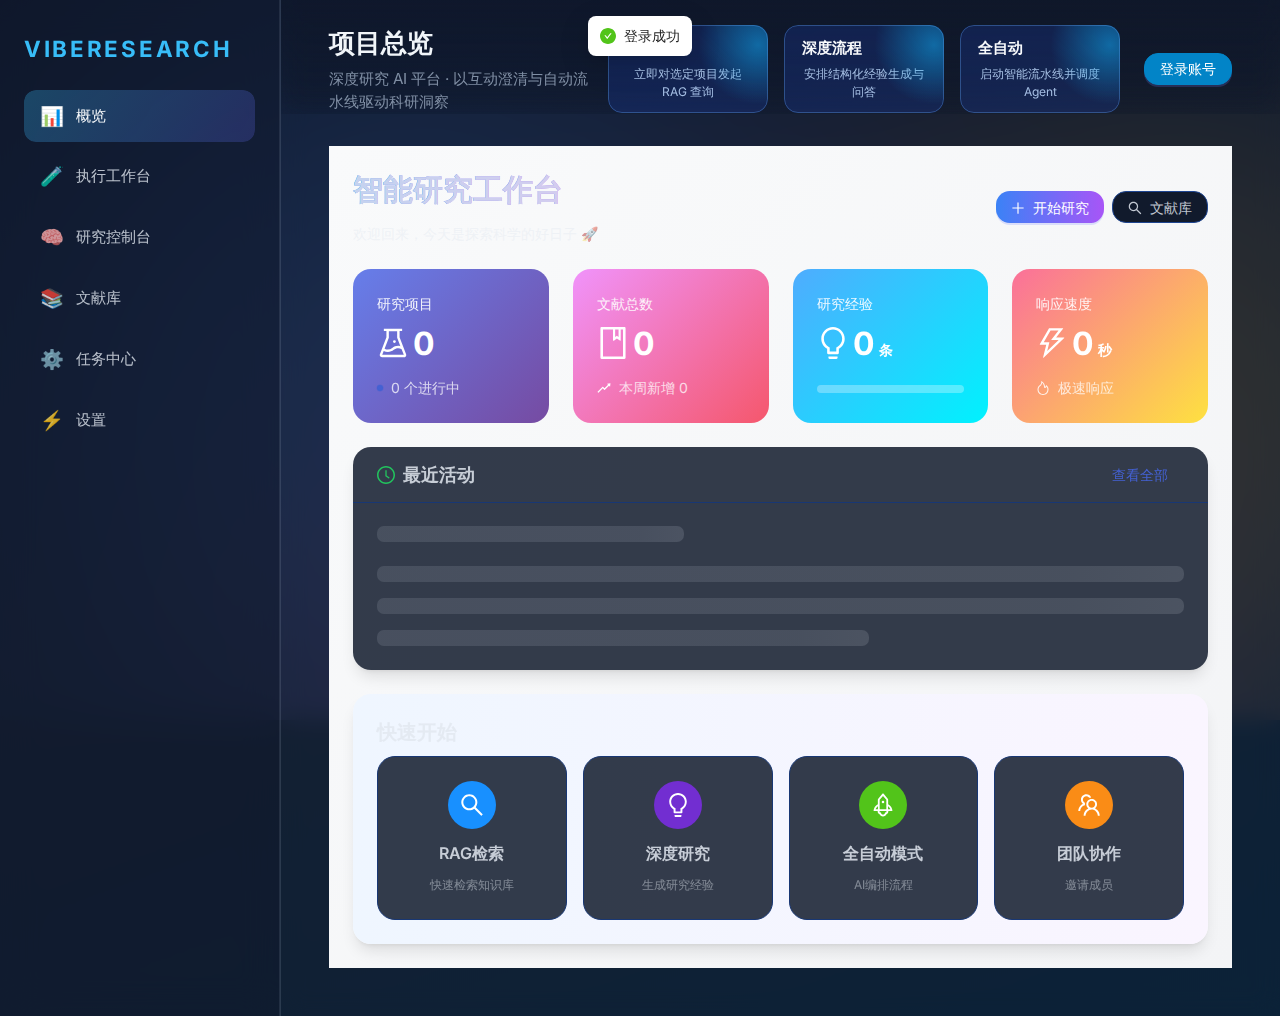 VIBERESEARCH
概览
执行工作台
研究控制台
文献库
任务中心
设置
项目总览
深度研究 AI 平台 · 以互动澄清与自动流
水线驱动科研洞察
登录成功
立即对选定项目发起
RAG 查询
深度流程
安排结构化经验生成与
问答
全自动
启动智能流水线并调度
Agent
登录账号
智能研究工作台
欢迎回来，今天是探索科学的好日子 🚀
开始研究
文献库
研究项目
0
0 个进行中
文献总数
0
本周新增 0
研究经验
0 条
响应速度
0 秒
极速响应
最近活动
查看全部
快速开始
RAG检索
快速检索知识库
深度研究
生成研究经验
全自动模式
AI编排流程
团队协作
邀请成员